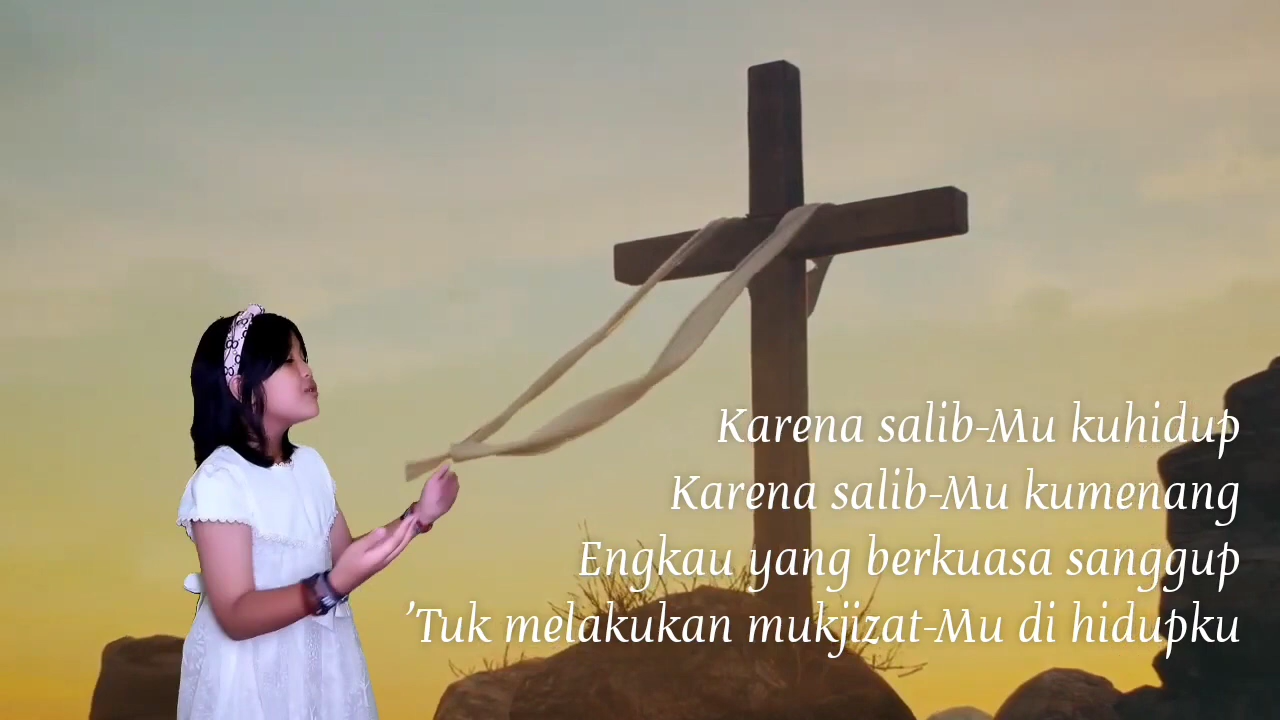 Karena salib-Mu kuhidup
Karena salib-Mu kumenang
Engkau yang berkuasa sanggup
'Tuk melakukan mukjizat-Mu di hidupku